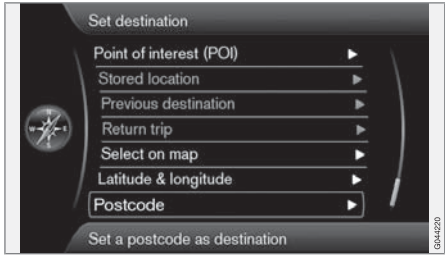 Set destination
Point of interest (POI)
Stored location
Previous destination
Return trip
Select on map
Latitude & longitude
Postcode
Set a postcode as destination
N
W
E
G044220